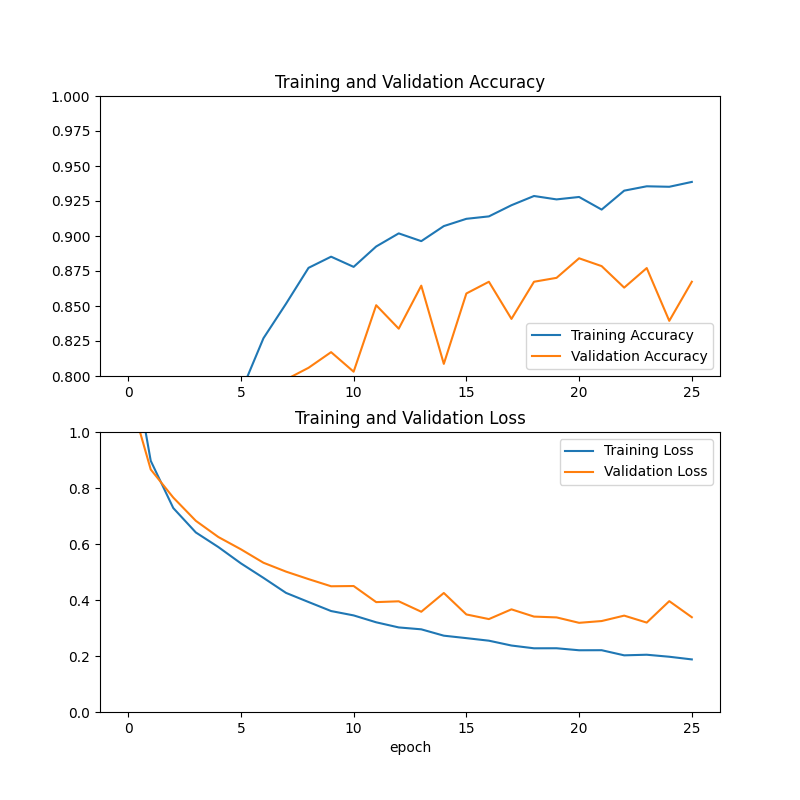 Training and Validation Accuracy
1.000
0.975
0.950
0.925
0.900
0.875
0.850
0.825
0.800
Training Accuracy
Validation Accuracy
0 5 10 15 20 25
Training and Validation Loss
1.0
0.8
0.6
0.4
0.2
0.0
Training Loss
Validation Loss
0 5 10 15 20 25
epoch